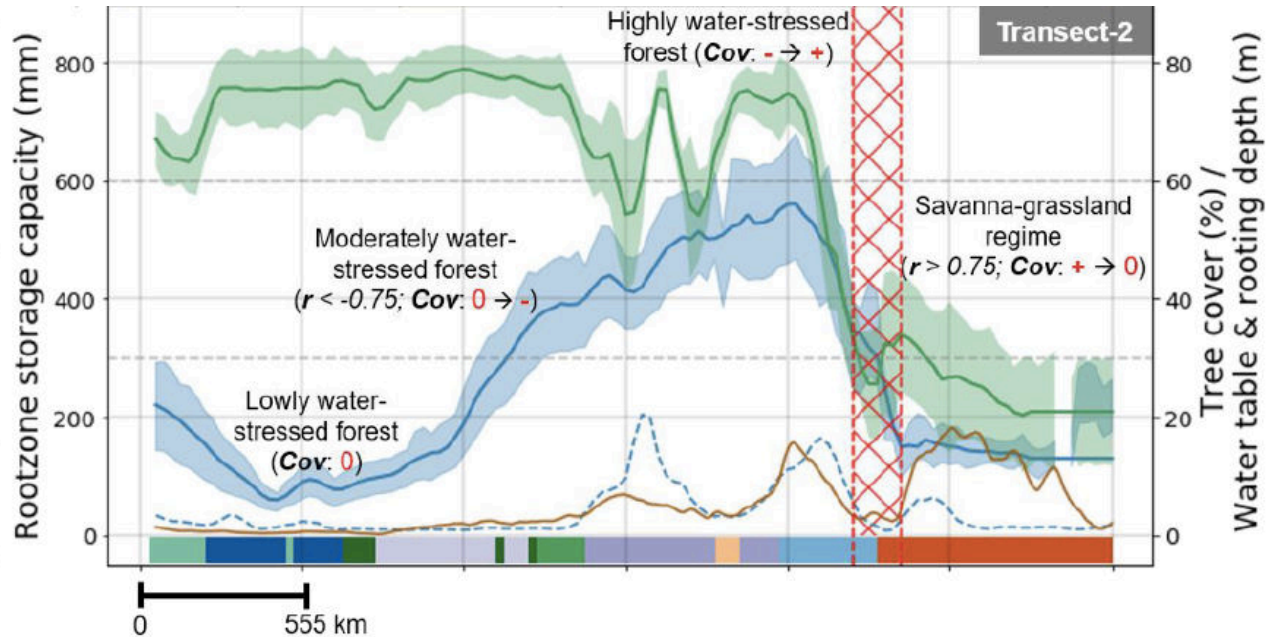 Highly water-stressed
forest (Cov: - → +)
Transect-2
Rootzone storage capacity (mm)
800
600
400
200
0
Moderately water-
stressed forest
(r < -0.75; Cov: 0 → -)
Lowly water-
stressed forest
(Cov: 0)
Savanna-grassland
regime
(r > 0.75; Cov: + → 0)
80
60
40
20
0
Tree cover (%) /
Water table & rooting depth (m)
0 555 km